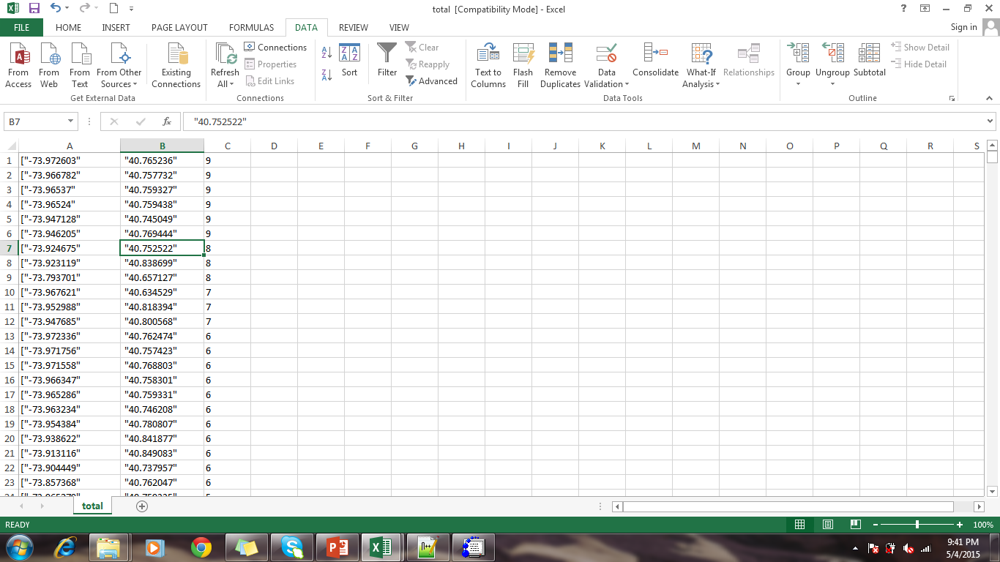 total [Compatibility Mode] - Excel
FILE HOME INSERT PAGE LAYOUT FORMULAS DATA REVIEW VIEW Sign in
From Access From Web From Text From Other Sources Existing Connections Refresh All Connections Properties Edit Links Sort Filter Clear Reapply Advanced Text to Columns Flash Fill Remove Duplicates Data Validation Consolidate What-If Analysis Relationships Group Ungroup Subtotal Show Detail Hide Detail
Get External Data Connections Sort & Filter Data Tools Outline
B7 fx "40.752522"
A B C D E F G H I J K L M N O P Q R S
1 ["-73.972603" "40.765236" 9
2 ["-73.966782" "40.757732" 9
3 ["-73.96537" "40.759327" 9
4 ["-73.96524" "40.759438" 9
5 ["-73.947128" "40.745049" 9
6 ["-73.946205" "40.769444" 9
7 ["-73.924675" "40.752522" 8
8 ["-73.923119" "40.838699" 8
9 ["-73.793701" "40.657127" 8
10 ["-73.967621" "40.634529" 7
11 ["-73.952988" "40.818394" 7
12 ["-73.947685" "40.800568" 7
13 ["-73.972336" "40.762474" 6
14 ["-73.971756" "40.757423" 6
15 ["-73.971558" "40.768803" 6
16 ["-73.966347" "40.758301" 6
17 ["-73.965286" "40.759331" 6
18 ["-73.963234" "40.746208" 6
19 ["-73.954384" "40.780807" 6
20 ["-73.938622" "40.841877" 6
21 ["-73.913116" "40.849083" 6
22 ["-73.904449" "40.737957" 6
23 ["-73.857368" "40.762047" 6
total
READY 100%
9:41 PM
5/4/2015